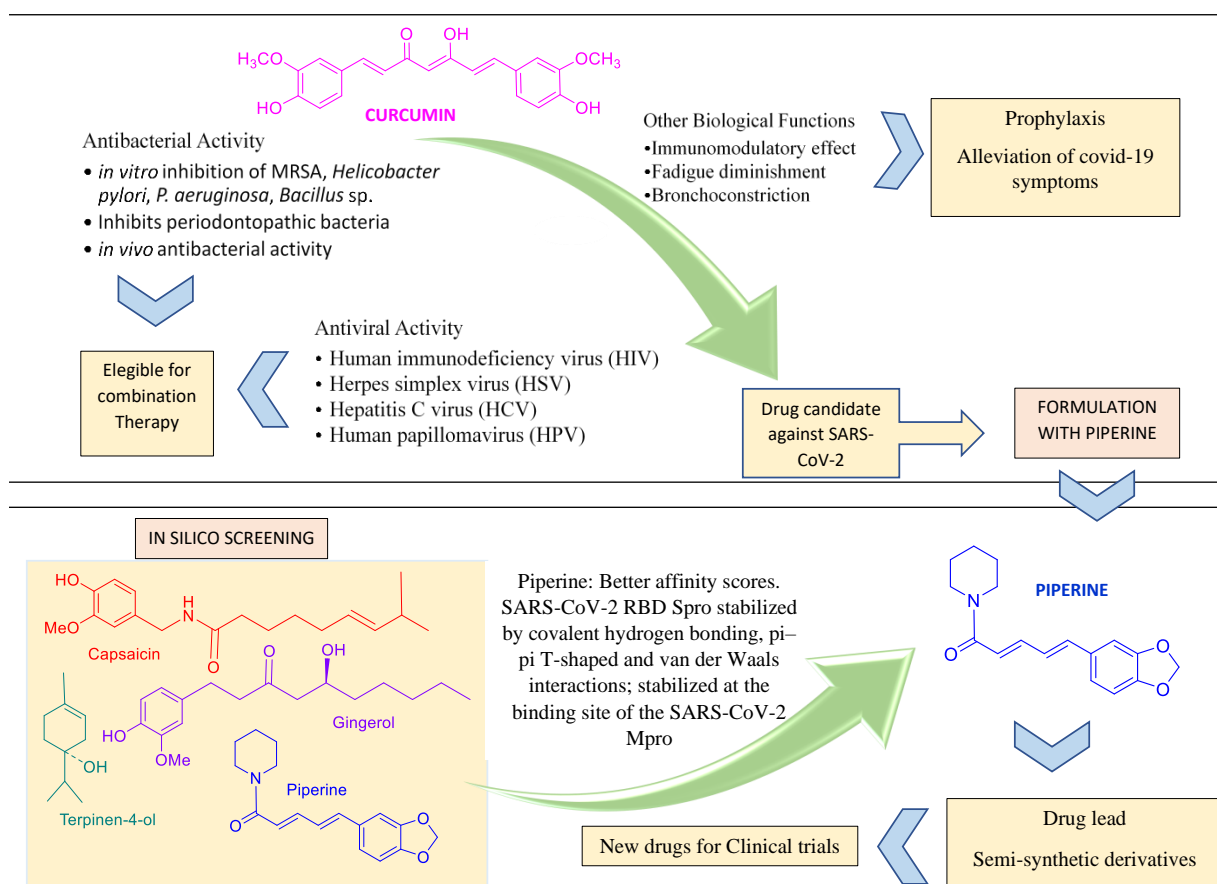 O
OH
H₃CO
OCH₃
HO
OH
CURCUMIN
Antibacterial Activity
• in vitro inhibition of MRSA, Helicobacter
pylori, P. aeruginosa, Bacillus sp.
• Inhibits periodontopathic bacteria
• in vivo antibacterial activity
Other Biological Functions
•Immunomodulatory effect
•Fadigue diminishment
•Bronchoconstriction
Prophylaxis
Alleviation of covid-19
symptoms
Elegible for
combination
Therapy
Antiviral Activity
• Human immunodeficiency virus (HIV)
• Herpes simplex virus (HSV)
• Hepatitis C virus (HCV)
• Human papillomavirus (HPV)
Drug candidate
against SARS-
CoV-2
FORMULATION
WITH PIPERINE
IN SILICO SCREENING
HO
MeO
H
N
O
Capsaicin
O
OH
HO
OMe
Gingerol
OH
Terpinen-4-ol
N
O
O
O
Piperine
Piperine: Better affinity scores.
SARS-CoV-2 RBD Spro stabilized
by covalent hydrogen bonding, pi–
pi T-shaped and van der Waals
interactions; stabilized at the
binding site of the SARS-CoV-2
Mpro
N
O
O
O
PIPERINE
Drug lead
Semi-synthetic derivatives
New drugs for Clinical trials